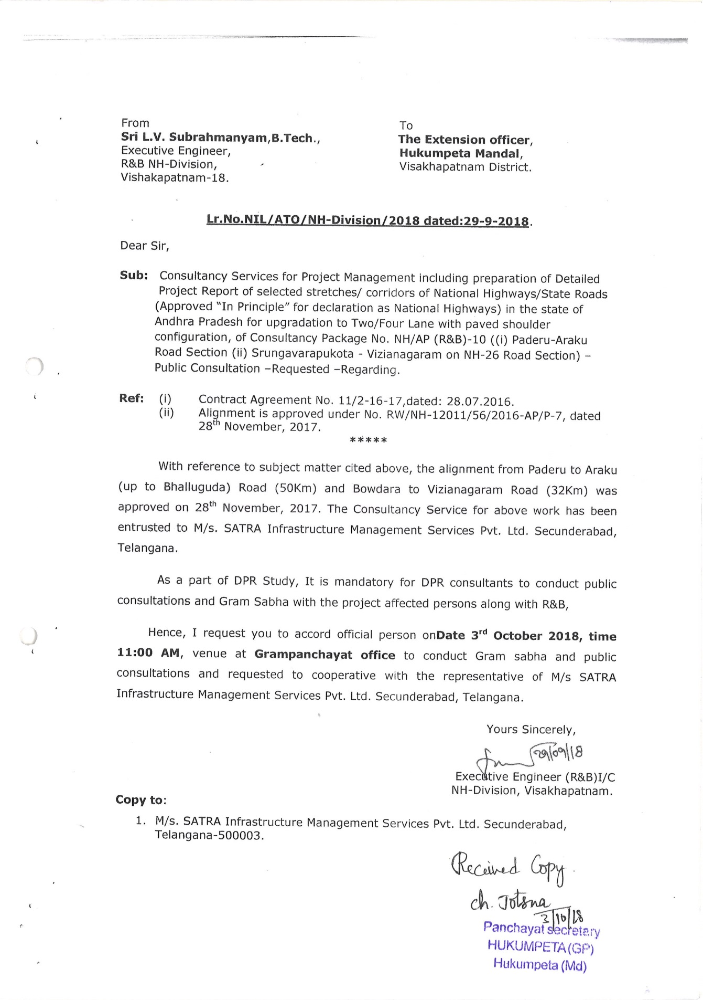 From
Sri L.V. Subrahmanyam,B.Tech.,
Executive Engineer,
R&B NH-Division,
Vishakapatnam-18.
To
The Extension officer,
Hukumpeta Mandal,
Visakhapatnam District.
Lr.No.NIL/ATO/NH-Division/2018 dated:29-9-2018.
Dear Sir,
Sub: Consultancy Services for Project Management including preparation of Detailed
Project Report of selected stretches/ corridors of National Highways/State Roads
(Approved “In Principle” for declaration as National Highways) in the state of
Andhra Pradesh for upgradation to Two/Four Lane with paved shoulder
configuration, of Consultancy Package No. NH/AP (R&B)-10 ((i) Paderu-Araku
Road Section (ii) Srungavarapukota - Vizianagaram on NH-26 Road Section) –
Public Consultation –Requested –Regarding.
Ref: (i) Contract Agreement No. 11/2-16-17,dated: 28.07.2016.
(ii) Alignment is approved under No. RW/NH-12011/56/2016-AP/P-7, dated
28th November, 2017.
*****
With reference to subject matter cited above, the alignment from Paderu to Araku
(up to Bhalluguda) Road (50Km) and Bowdara to Vizianagaram Road (32Km) was
approved on 28th November, 2017. The Consultancy Service for above work has been
entrusted to M/s. SATRA Infrastructure Management Services Pvt. Ltd. Secunderabad,
Telangana.
As a part of DPR Study, It is mandatory for DPR consultants to conduct public
consultations and Gram Sabha with the project affected persons along with R&B,
Hence, I request you to accord official person onDate 3rd October 2018, time
11:00 AM, venue at Grampanchayat office to conduct Gram sabha and public
consultations and requested to cooperative with the representative of M/s SATRA
Infrastructure Management Services Pvt. Ltd. Secunderabad, Telangana.
Yours Sincerely,
29/09/18
Executive Engineer (R&B)I/C
NH-Division, Visakhapatnam.
Copy to:
1. M/s. SATRA Infrastructure Management Services Pvt. Ltd. Secunderabad,
Telangana-500003.
Received Copy.
ch. Jotsna
3/10/18
Panchayat secretary
HUKUMPETA(GP)
Hukumpeta (Md)